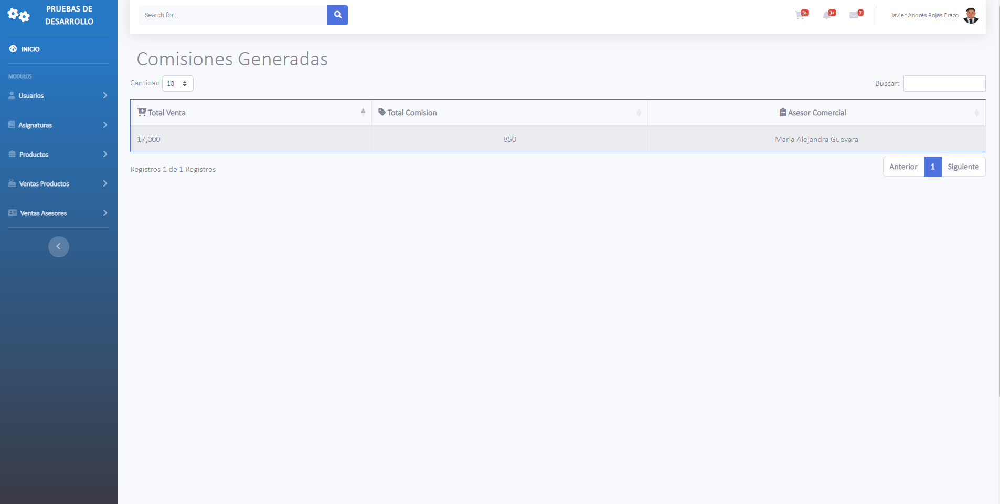 PRUEBAS DE
DESARROLLO
INICIO
MODULOS
Usuarios
Asignaturas
Productos
Ventas Productos
Ventas Asesores
Search for...
3+
3+
7
Javier Andrés Rojas Erazo
Comisiones Generadas
Cantidad 10
Buscar:
Total Venta Total Comision Asesor Comercial
17,000 850 Maria Alejandra Guevara
Registros 1 de 1 Registros
Anterior 1 Siguiente